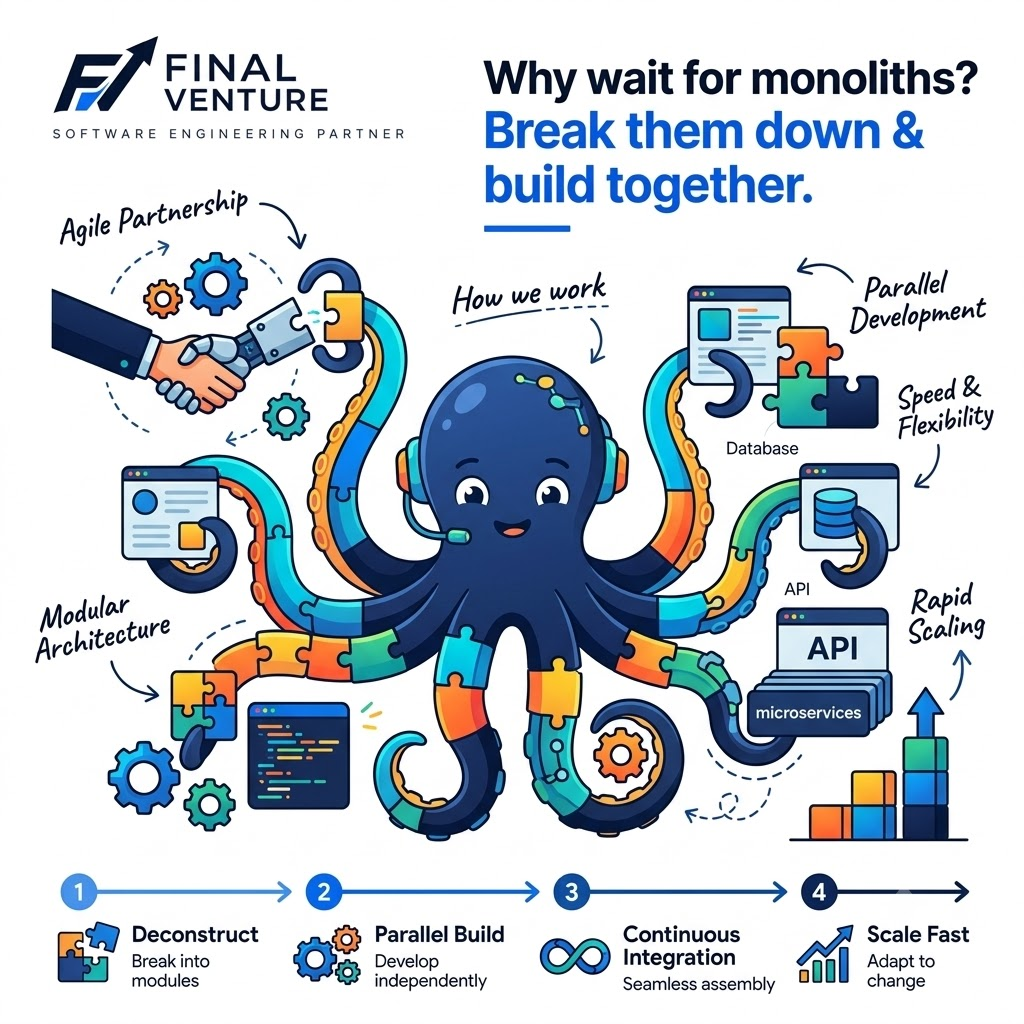 FINAL
VENTURE
SOFTWARE ENGINEERING PARTNER
Why wait for monoliths?
Break them down &
build together.
Agile Partnership
How we work
Parallel
Development
Speed &
Flexibility
Database
API
Modular
Architecture
Rapid
Scaling
API
microservices
1
2
3
4
Deconstruct
Break into
modules
Parallel Build
Develop
independently
Continuous
Integration
Seamless assembly
Scale Fast
Adapt to
change